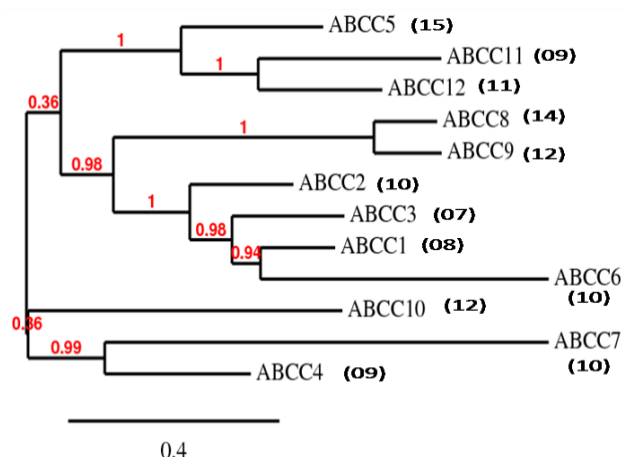 ABCC5 (15)
1
ABCC11 (09)
1
ABCC12 (11)
0.36
ABCC8 (14)
1
ABCC9 (12)
0.98
ABCC2 (10)
1
ABCC3 (07)
0.98
ABCC1 (08)
0.94
ABCC6
(10)
ABCC10 (12)
0.36
ABCC7
(10)
0.99
ABCC4 (09)
0.4